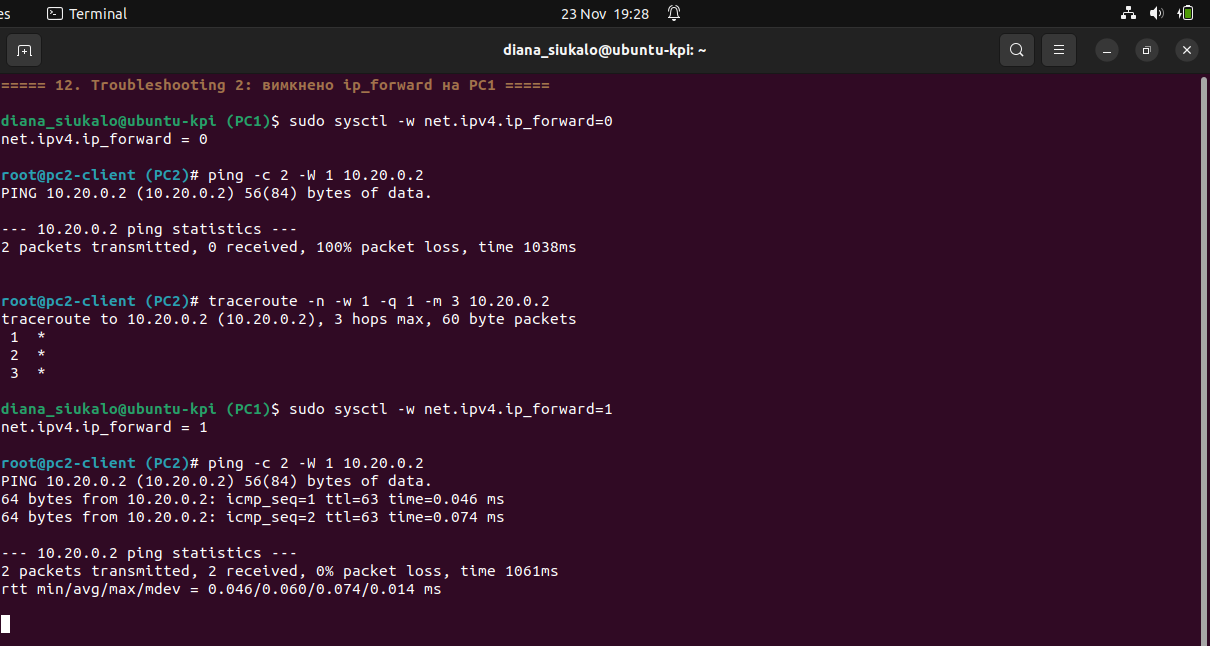 es Terminal 23 Nov 19:28
diana_siukalo@ubuntu-kpi: ~
===== 12. Troubleshooting 2: вимкнено ip_forward на PC1 =====
diana_siukalo@ubuntu-kpi (PC1)$ sudo sysctl -w net.ipv4.ip_forward=0
net.ipv4.ip_forward = 0
root@pc2-client (PC2)# ping -c 2 -W 1 10.20.0.2
PING 10.20.0.2 (10.20.0.2) 56(84) bytes of data.
--- 10.20.0.2 ping statistics ---
2 packets transmitted, 0 received, 100% packet loss, time 1038ms
root@pc2-client (PC2)# traceroute -n -w 1 -q 1 -m 3 10.20.0.2
traceroute to 10.20.0.2 (10.20.0.2), 3 hops max, 60 byte packets
1 *
2 *
3 *
diana_siukalo@ubuntu-kpi (PC1)$ sudo sysctl -w net.ipv4.ip_forward=1
net.ipv4.ip_forward = 1
root@pc2-client (PC2)# ping -c 2 -W 1 10.20.0.2
PING 10.20.0.2 (10.20.0.2) 56(84) bytes of data.
64 bytes from 10.20.0.2: icmp_seq=1 ttl=63 time=0.046 ms
64 bytes from 10.20.0.2: icmp_seq=2 ttl=63 time=0.074 ms
--- 10.20.0.2 ping statistics ---
2 packets transmitted, 2 received, 0% packet loss, time 1061ms
rtt min/avg/max/mdev = 0.046/0.060/0.074/0.014 ms